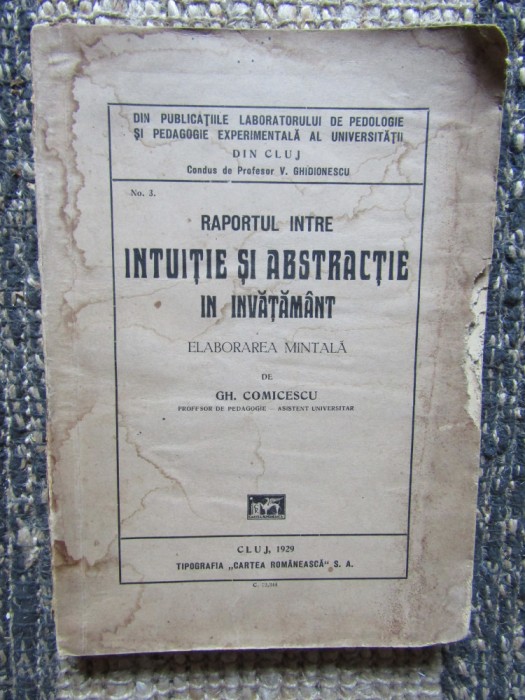 DIN PUBLICAȚIILE LABORATORULUI DE PEDOLOGIE
ȘI PEDAGOGIE EXPERIMENTALĂ AL UNIVERSITĂȚII
DIN CLUJ
Condus de Profesor V. GHIDIONESCU
No. 3.
RAPORTUL INTRE
INTUIȚIE ȘI ABSTRACȚIE
IN INVĂȚĂMÂNT
ELABORAREA MINTALĂ
DE
GH. COMICESCU
PROFESOR DE PEDAGOGIE — ASISTENT UNIVERSITAR
CLUJ, 1929
TIPOGRAFIA „CARTEA ROMÂNEASCĂ" S. A.